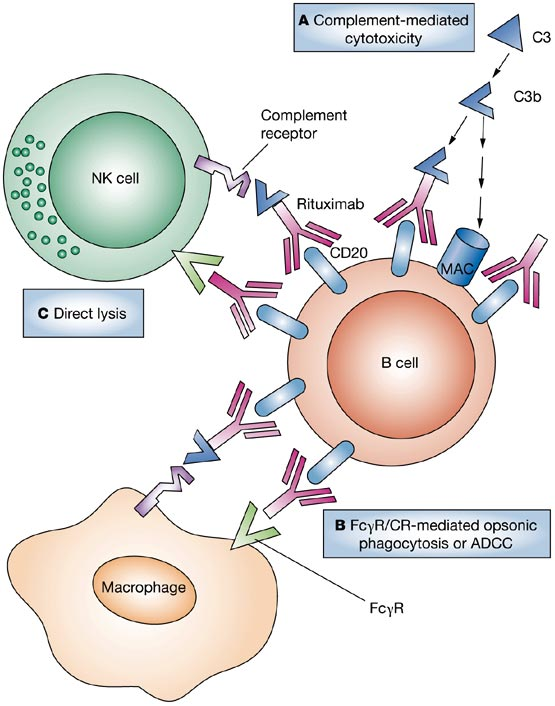 A Complement-mediated
cytotoxicity
C3
C3b
Complement
receptor
NK cell
Rituximab
CD20
MAC
C Direct lysis
B cell
B FcγR/CR-mediated opsonic
phagocytosis or ADCC
Macrophage
FcγR